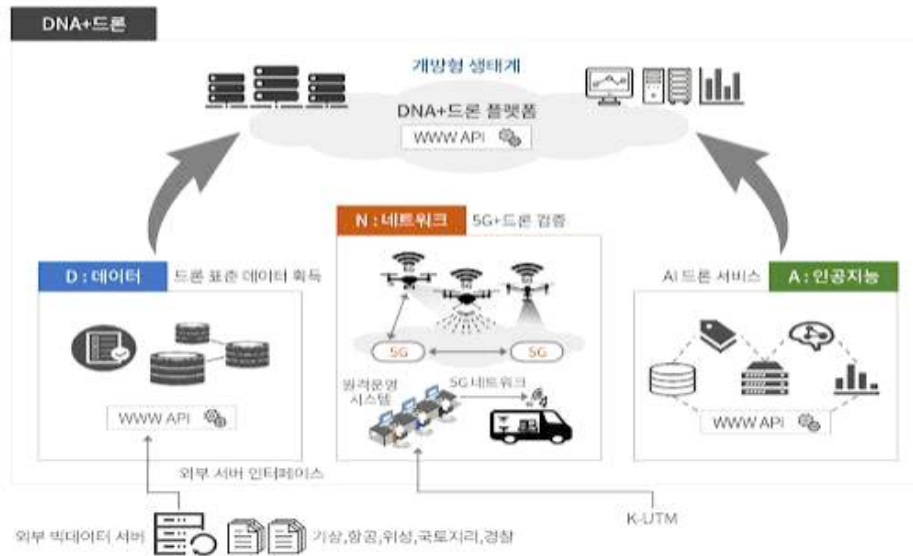 DNA+드론
개방형 생태계
DNA+드론 플랫폼
WWW API
N : 네트워크
5G+드론 검증
D : 데이터
드론 표준 데이터 획득
AI 드론 서비스
A : 인공지능
5G
5G
원격운영
시스템
5G 네트워크
WWW API
WWW API
외부 서버 인터페이스
외부 빅데이터 서버
기상,항공,위성,국토지리,경찰
K-UTM